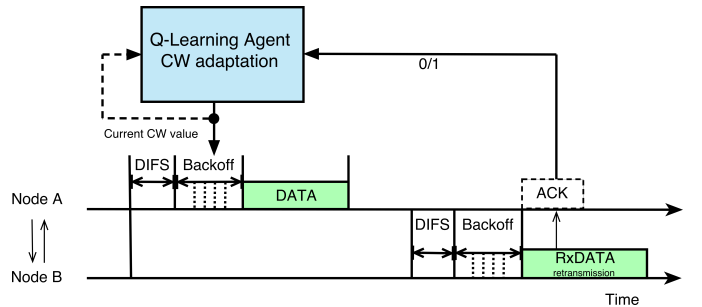 Q-Learning Agent
CW adaptation
0/1
Current CW value
DIFS
Backoff
DATA
ACK
Node A
DIFS
Backoff
RxDATA
retransmission
Node B
Time